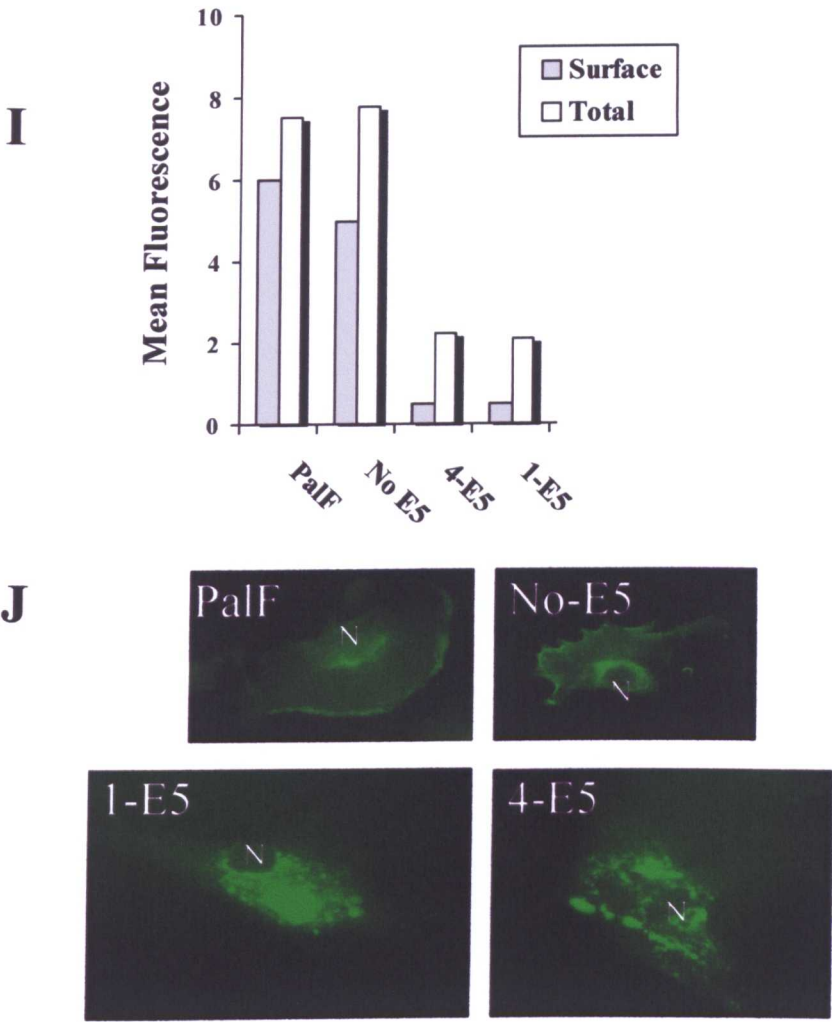 I
Mean Fluorescence
10
8
6
4
2
0
Surface
Total
PalF
No E5
4-E5
1-E5
J
PalF
N
No-E5
N
1-E5
N
4-E5
N